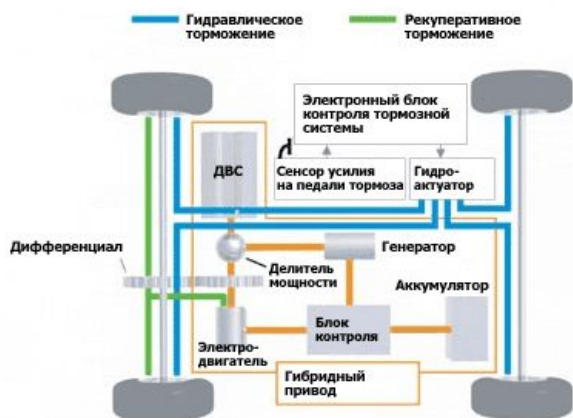 Гидравлическое
торможение
Рекуперативное
торможение
Электронный блок
контроля тормозной
системы
ДВС
Сенсор усилия
на педали тормоза
Гидро-
актуатор
Дифференциал
Генератор
Делитель
мощности
Аккумулятор
Блок
контроля
Электро-
двигатель
Гибридный
привод